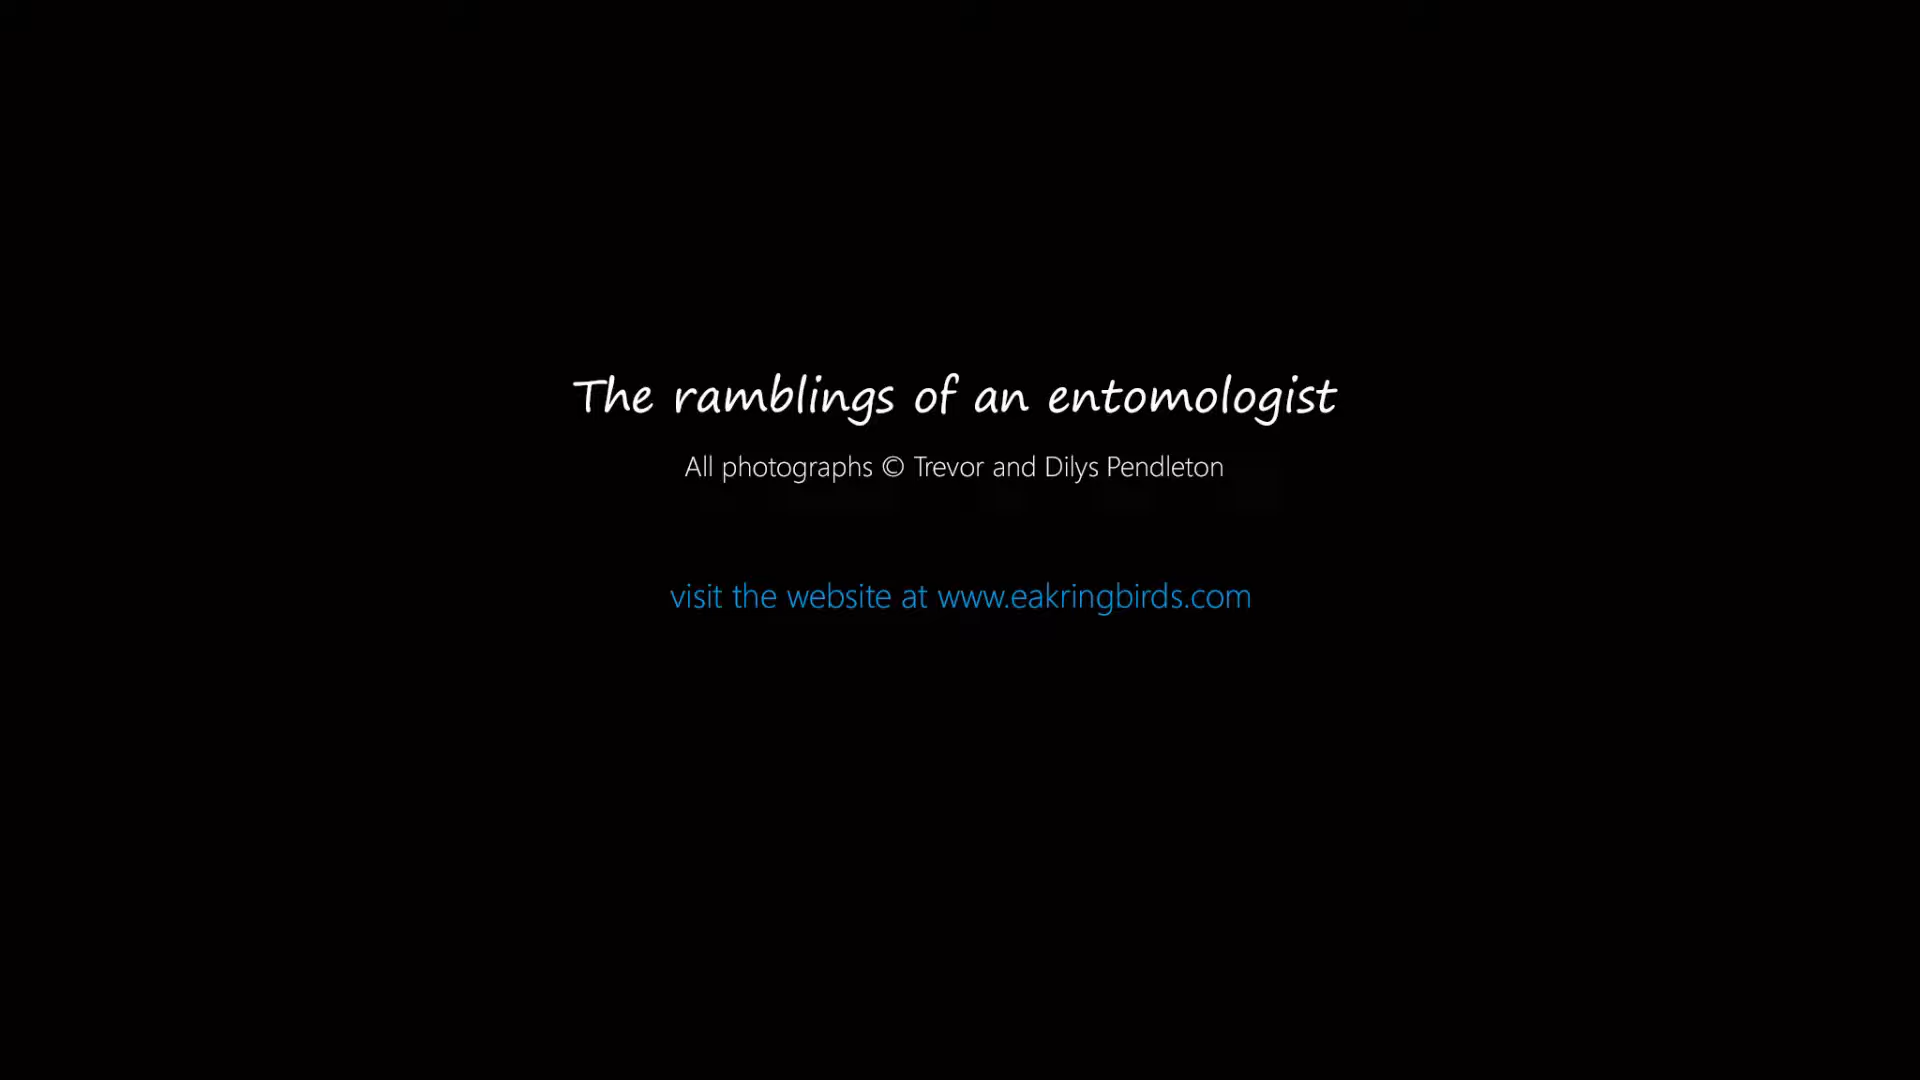 The ramblings of an entomologist
All photographs © Trevor and Dilys Pendleton
visit the website at www.eakringbirds.com